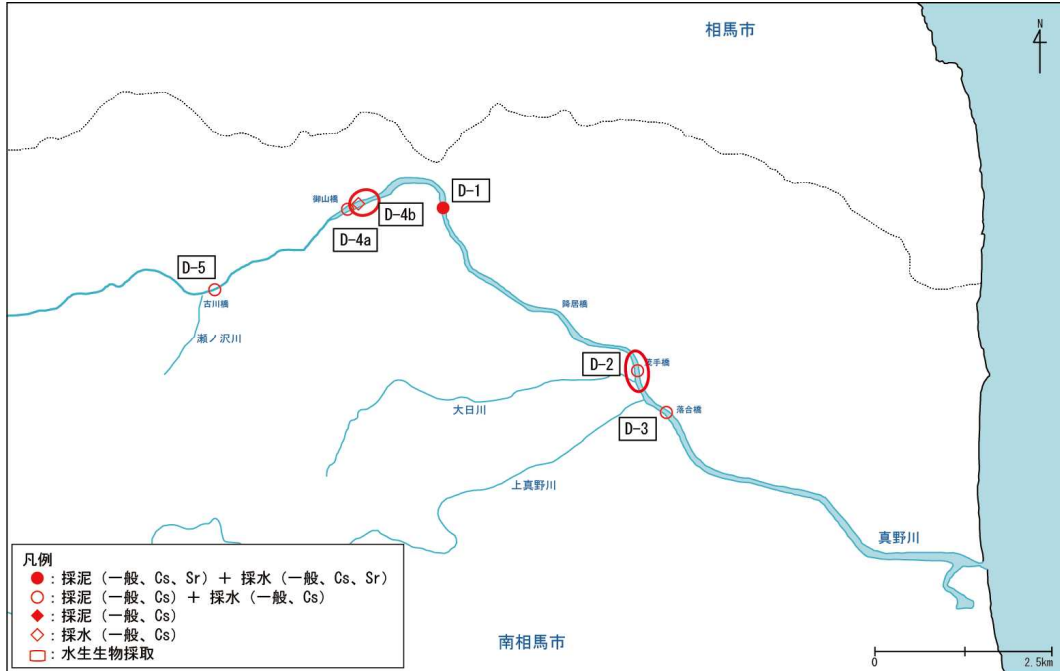 相馬市
N
D-1
御山橋
D-4b
D-4a
D-5
古川橋
瀬ノ沢川
降居橋
D-2
大日川
D-3
落合橋
上真野川
真野川
凡例
：採泥（一般、Cs、Sr）＋ 採水（一般、Cs、Sr）
：採泥（一般、Cs）＋ 採水（一般、Cs）
：採泥（一般、Cs）
：採水（一般、Cs）
：水生生物採取
南相馬市
0 2.5km